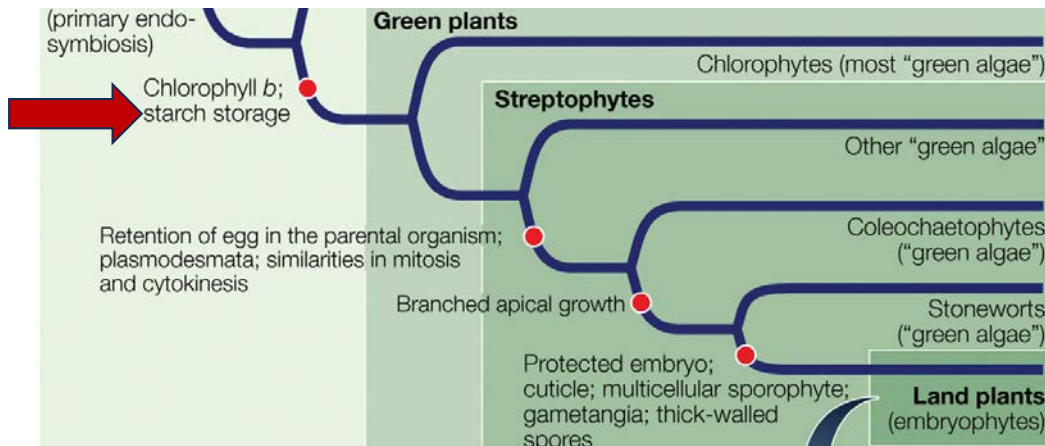 (primary endo-
symbiosis)
Green plants
Chlorophytes (most “green algae”)
Chlorophyll b;
starch storage
Streptophytes
Other “green algae”
Retention of egg in the parental organism;
plasmodesmata; similarities in mitosis
and cytokinesis
Coleochaetophytes
(“green algae”)
Branched apical growth
Stoneworts
(“green algae”)
Protected embryo;
cuticle; multicellular sporophyte;
gametangia; thick-walled
spores
Land plants
(embryophytes)